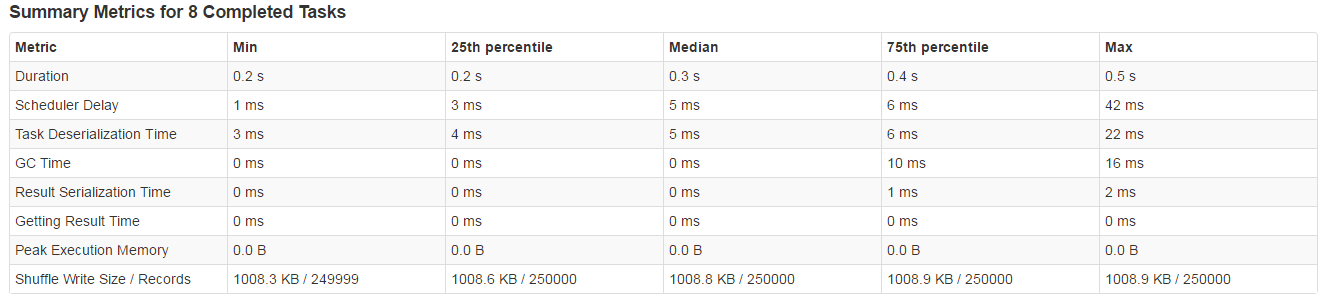 Summary Metrics for 8 Completed Tasks
Metric Min 25th percentile Median 75th percentile Max
Duration 0.2 s 0.2 s 0.3 s 0.4 s 0.5 s
Scheduler Delay 1 ms 3 ms 5 ms 6 ms 42 ms
Task Deserialization Time 3 ms 4 ms 5 ms 6 ms 22 ms
GC Time 0 ms 0 ms 0 ms 10 ms 16 ms
Result Serialization Time 0 ms 0 ms 0 ms 1 ms 2 ms
Getting Result Time 0 ms 0 ms 0 ms 0 ms 0 ms
Peak Execution Memory 0.0 B 0.0 B 0.0 B 0.0 B 0.0 B
Shuffle Write Size / Records 1008.3 KB / 249999 1008.6 KB / 250000 1008.8 KB / 250000 1008.9 KB / 250000 1008.9 KB / 250000